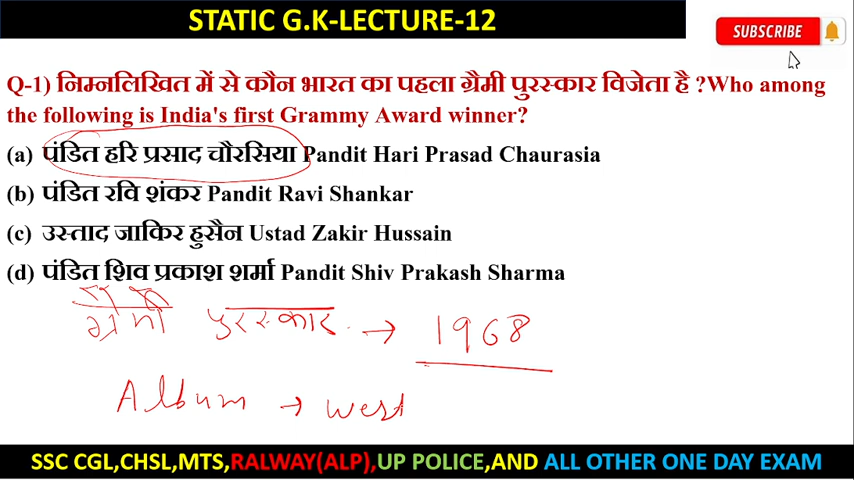 STATIC G.K-LECTURE-12
SUBSCRIBE
Q-1) निम्नलिखित में से कौन भारत का पहला ग्रैमी पुरस्कार विजेता है ?Who among
the following is India's first Grammy Award winner?
(a) पंडित हरि प्रसाद चौरसिया Pandit Hari Prasad Chaurasia
(b) पंडित रवि शंकर Pandit Ravi Shankar
(c) उस्ताद जाकिर हुसैन Ustad Zakir Hussain
(d) पंडित शिव प्रकाश शर्मा Pandit Shiv Prakash Sharma
ग्रैमी पुरस्कार → 1968
Album → west
SSC CGL,CHSL,MTS,RALWAY(ALP),UP POLICE,AND ALL OTHER ONE DAY EXAM